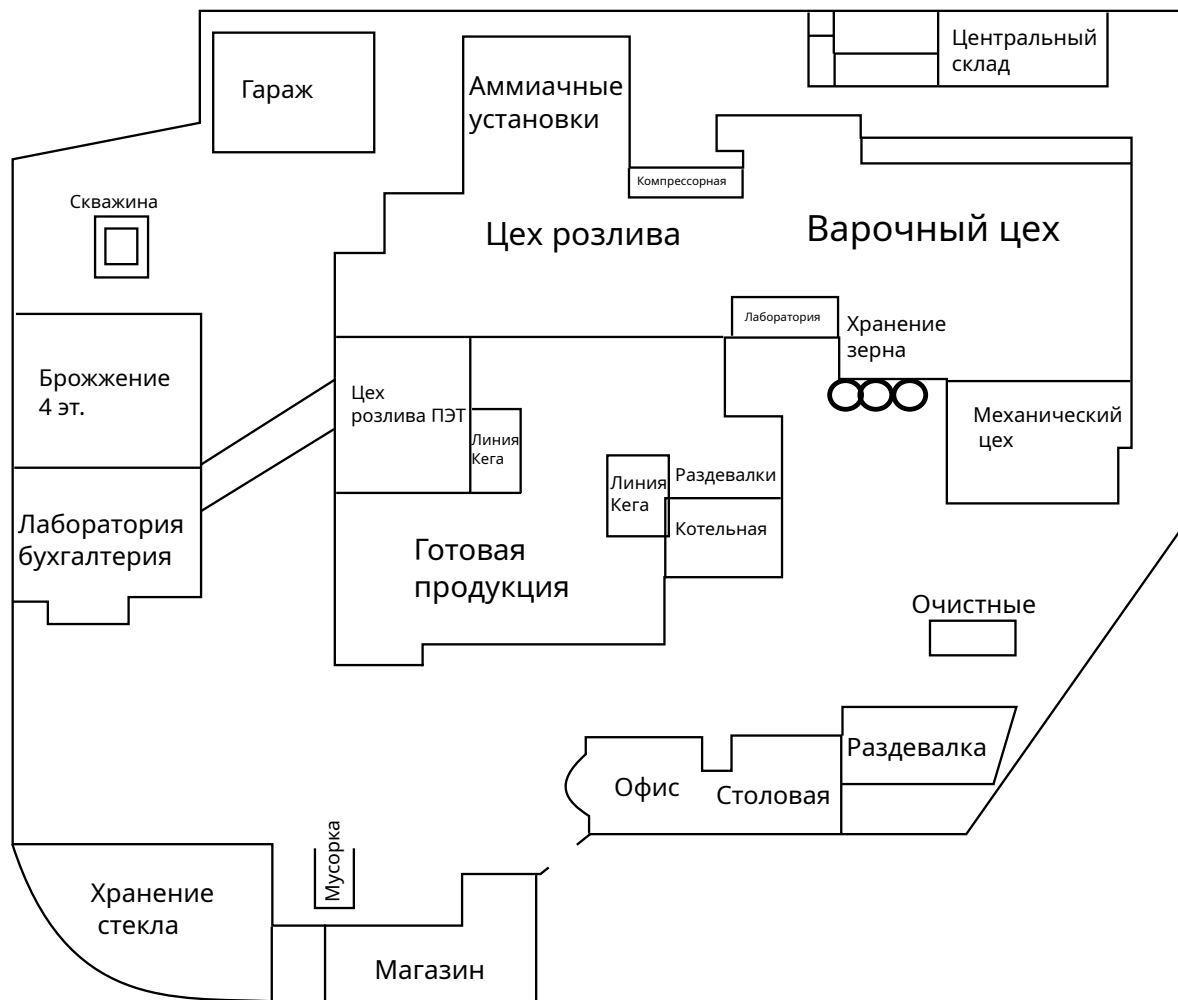 Центральный
склад
Гараж
Аммиачные
установки
Компрессорная
Скважина
Цех розлива
Варочный цех
Лаборатория
Хранение
зерна
Брожжение
4 эт.
Цех
розлива ПЭТ
Механический
цех
Линия
Кега
Линия
Кега
Раздевалки
Лаборатория
бухгалтерия
Котельная
Готовая
продукция
Очистные
Раздевалка
Офис
Столовая
Мусорка
Хранение
стекла
Магазин